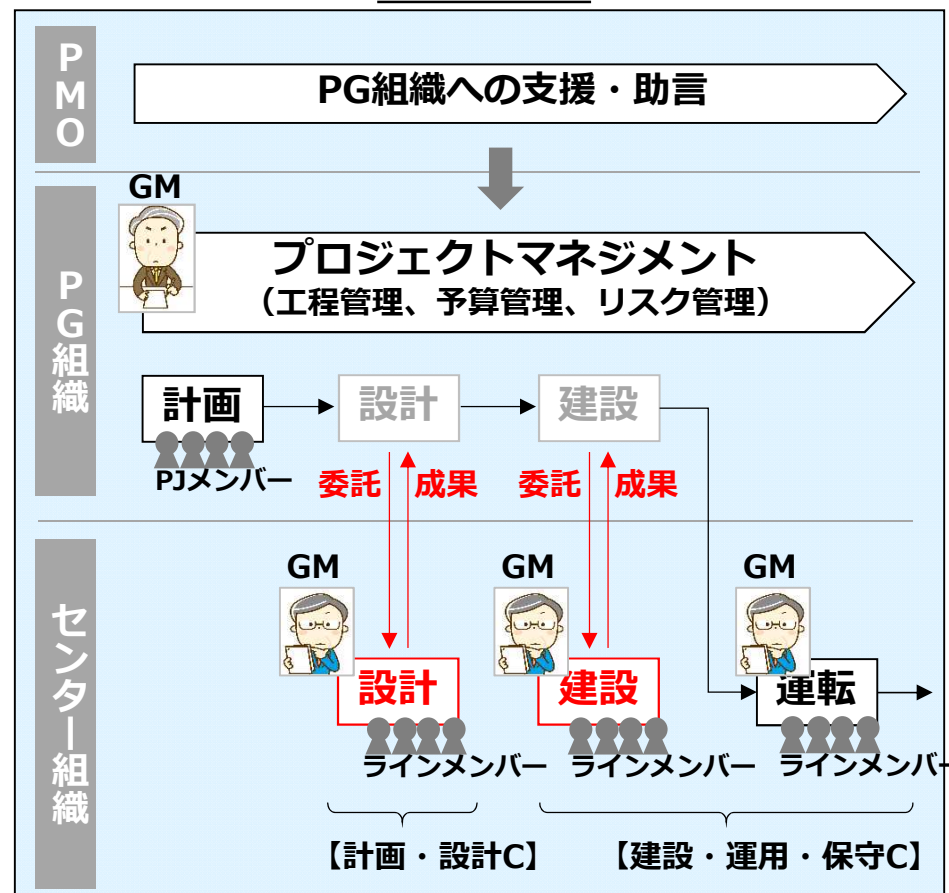 PMO
PG組織への支援・助言
PG組織
GM
プロジェクトマネジメント
（工程管理、予算管理、リスク管理）
計画
設計
建設
PJメンバー
委託
成果
委託
成果
センター組織
GM
GM
GM
設計
建設
運転
ラインメンバー
ラインメンバー
ラインメンバー
【計画・設計C】
【建設・運用・保守C】